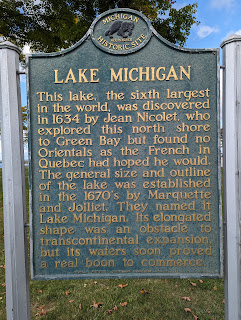 MICHIGAN
HISTORIC SITE
LAKE MICHIGAN
This lake, the sixth largest
in the world, was discovered
in 1634 by Jean Nicolet, who
explored this north shore
to Green Bay but found no
Orientals as the French in
Quebec had hoped he would.
The general size and outline
of the lake was established
in the 1670's by Marquette
and Jolliet. They named it
Lake Michigan. Its elongated
shape was an obstacle to
transcontinental expansion,
but its waters soon proved
a real boon to commerce.